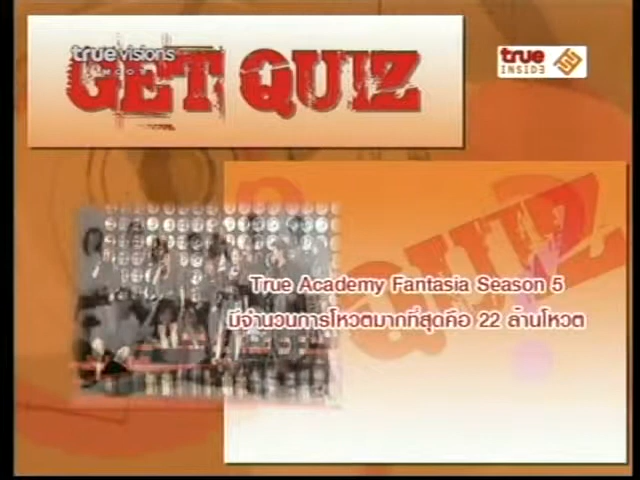 true visions
GET QUIZ
true
INSIDE
QUIZ
True Academy Fantasia Season 5
มีจำนวนการโหวตมากที่สุดคือ 22 ล้านโหวต